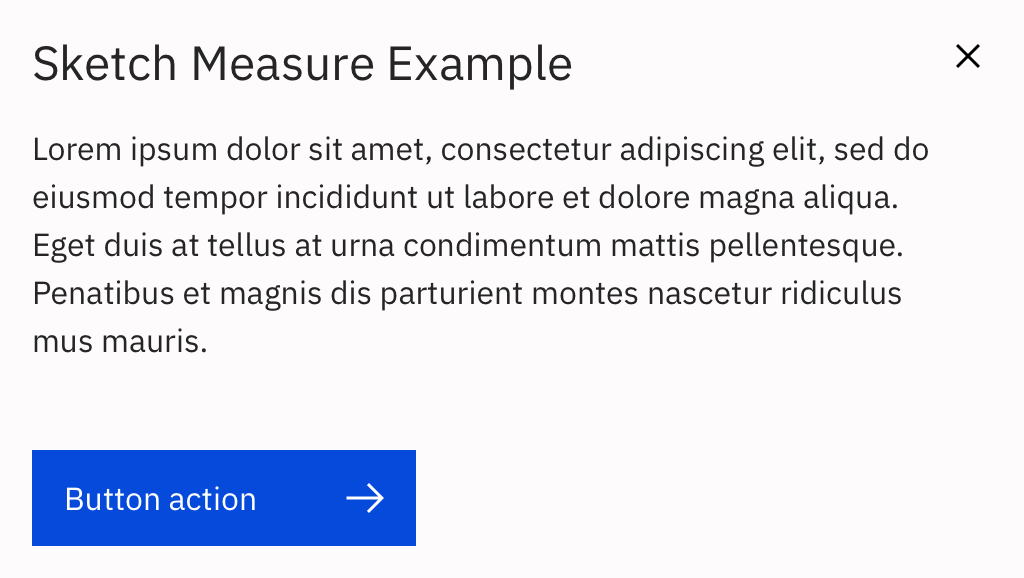 Sketch Measure Example
Lorem ipsum dolor sit amet, consectetur adipiscing elit, sed do
eiusmod tempor incididunt ut labore et dolore magna aliqua.
Eget duis at tellus at urna condimentum mattis pellentesque.
Penatibus et magnis dis parturient montes nascetur ridiculus
mus mauris.
Button action